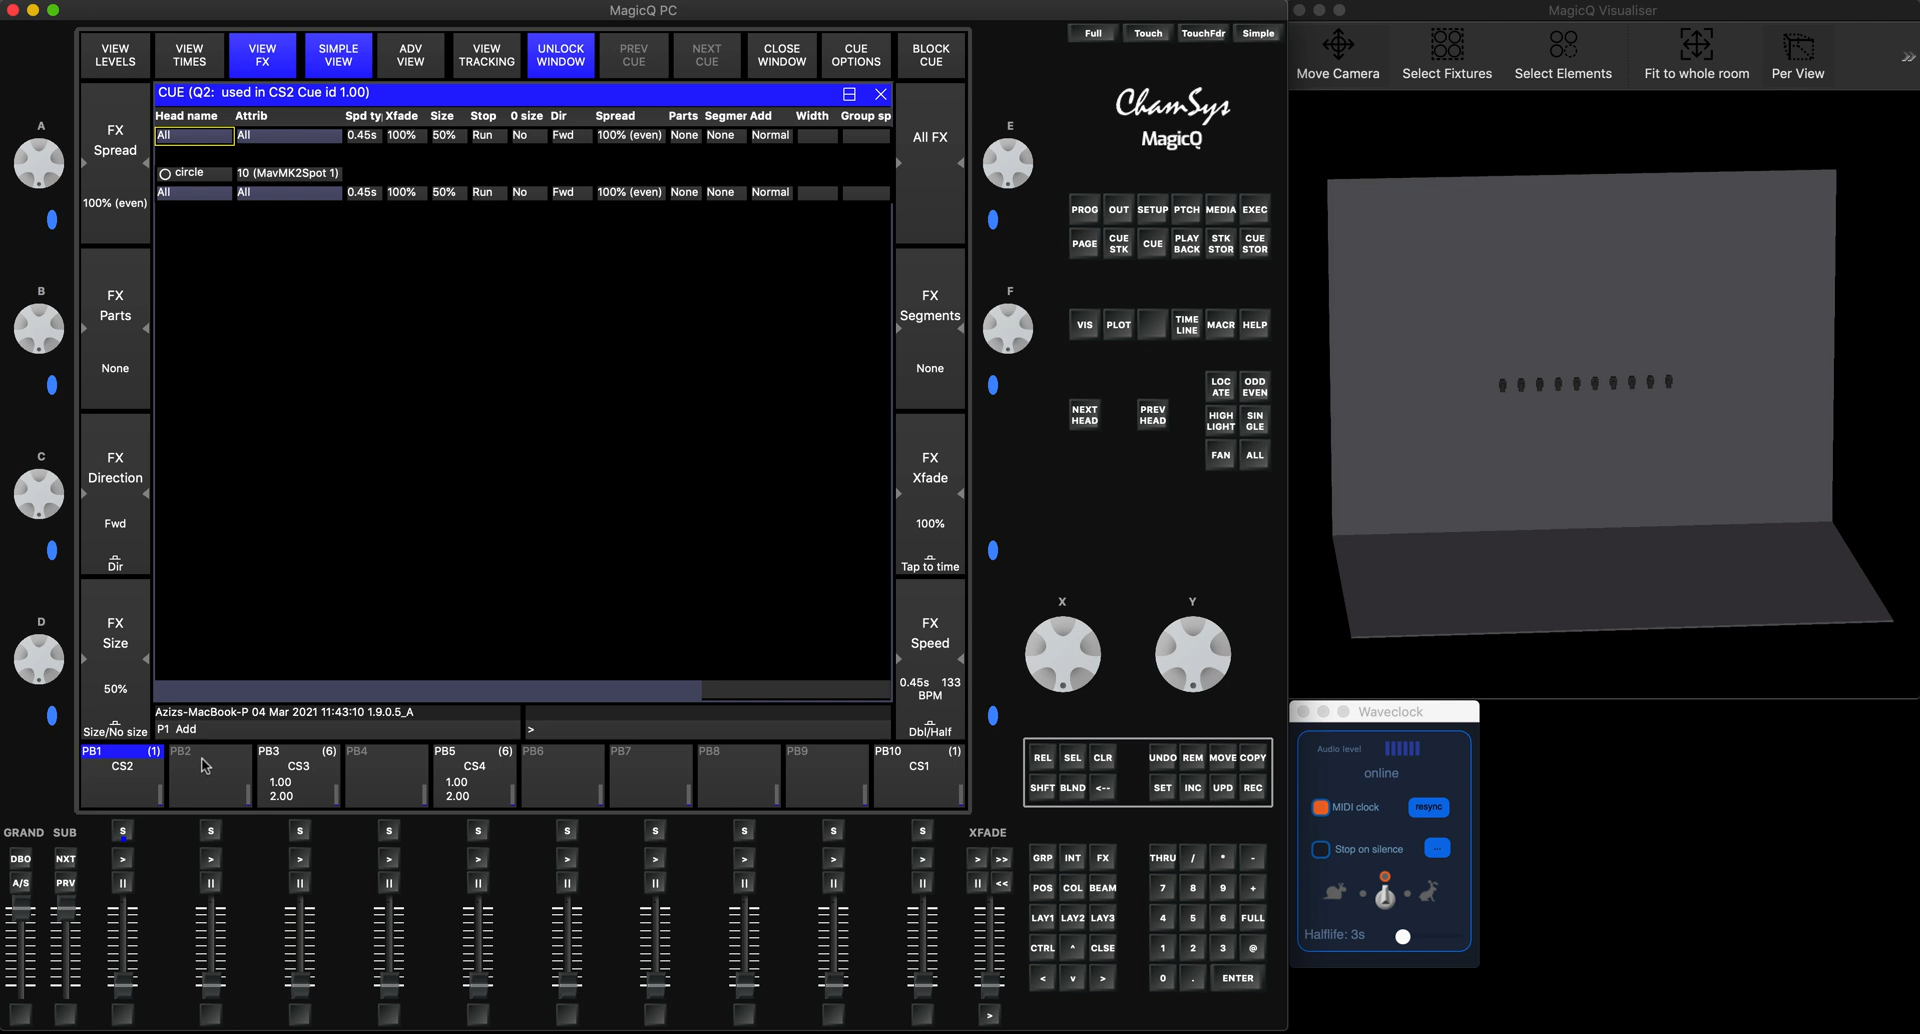 MagicQ PC
MagicQ Visualiser
Full Touch TouchFdr Simple
Move Camera Select Fixtures Select Elements Fit to whole room Per View
VIEW LEVELS
VIEW TIMES
VIEW FX
SIMPLE VIEW
ADV VIEW
VIEW TRACKING
UNLOCK WINDOW
PREV CUE
NEXT CUE
CLOSE WINDOW
CUE OPTIONS
BLOCK CUE
CUE (Q2: used in CS2 Cue id 1.00)
Head name Attrib Spd ty Xfade Size Stop 0 size Dir Spread Parts Segmer Add Width Group sp
All All 0.45s 100% 50% Run No Fwd 100% (even) None None Normal
circle 10 (MavMK2Spot 1)
All All 0.45s 100% 50% Run No Fwd 100% (even) None None Normal
A
FX
Spread
100% (even)
B
FX
Parts
None
C
FX
Direction
Fwd
Dir
D
FX
Size
50%
Size/No size
All FX
FX
Segments
None
FX
Xfade
100%
Tap to time
FX
Speed
0.45s 133
BPM
Dbl/Half
E
F
X Y
ChamSys
MagicQ
PROG OUT SETUP PTCH MEDIA EXEC
PAGE CUE STK CUE PLAY BACK STK STOR CUE STOR
VIS PLOT TIME LINE MACR HELP
LOC ATE ODD EVEN
NEXT HEAD PREV HEAD HIGH LIGHT SIN GLE
FAN ALL
Azizs-MacBook-P 04 Mar 2021 11:43:10 1.9.0.5_A
P1 Add >
PB1 (1) PB2 PB3 (6) PB4 PB5 (6) PB6 PB7 PB8 PB9 PB10 (1)
CS2 CS3 CS4 CS1
1.00 1.00
2.00 2.00
REL SEL CLR UNDO REM MOVE COPY
SHFT BLND <-- SET INC UPD REC
GRAND SUB S S S S S S S S S S XFADE
DBO NXT > > > > > > > > > > > >>
A/S PRV II II II II II II II II II II II <<
>
GRP INT FX THRU / * -
POS COL BEAM 7 8 9 +
LAY1 LAY2 LAY3 4 5 6 FULL
CTRL ^ CLSE 1 2 3 @
< v > 0 . ENTER
Waveclock
Audio level
online
MIDI clock resync
Stop on silence ...
Halflife: 3s